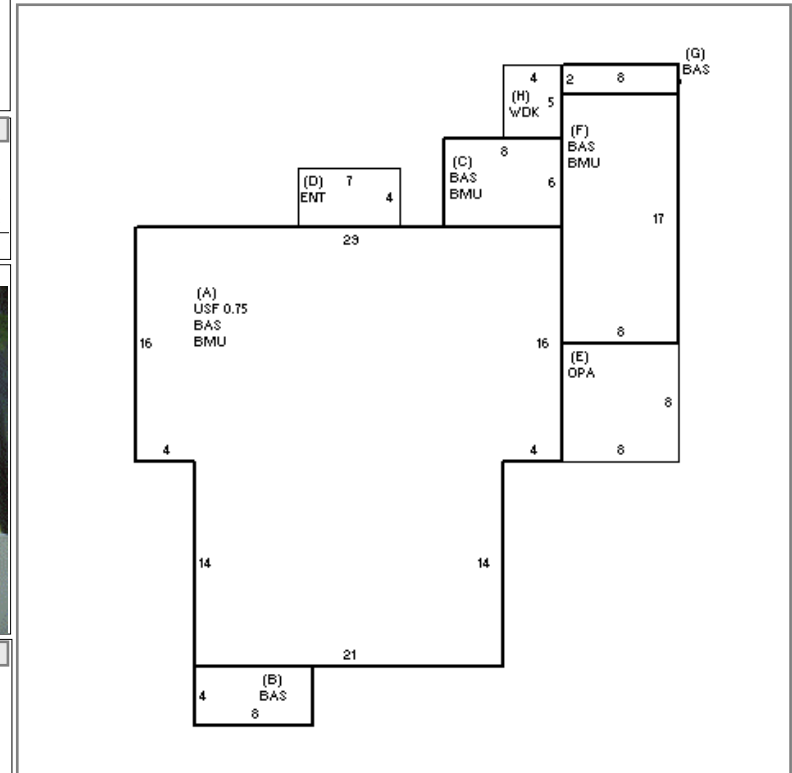 (G)
BAS
4
2
8
(H)
WDK
5
(F)
BAS
BMU
8
(C)
BAS
BMU
6
(D)
ENT
7
4
17
29
(A)
USF 0.75
BAS
BMU
16
16
8
(E)
OPA
8
4
4
8
14
14
21
(B)
BAS
4
8